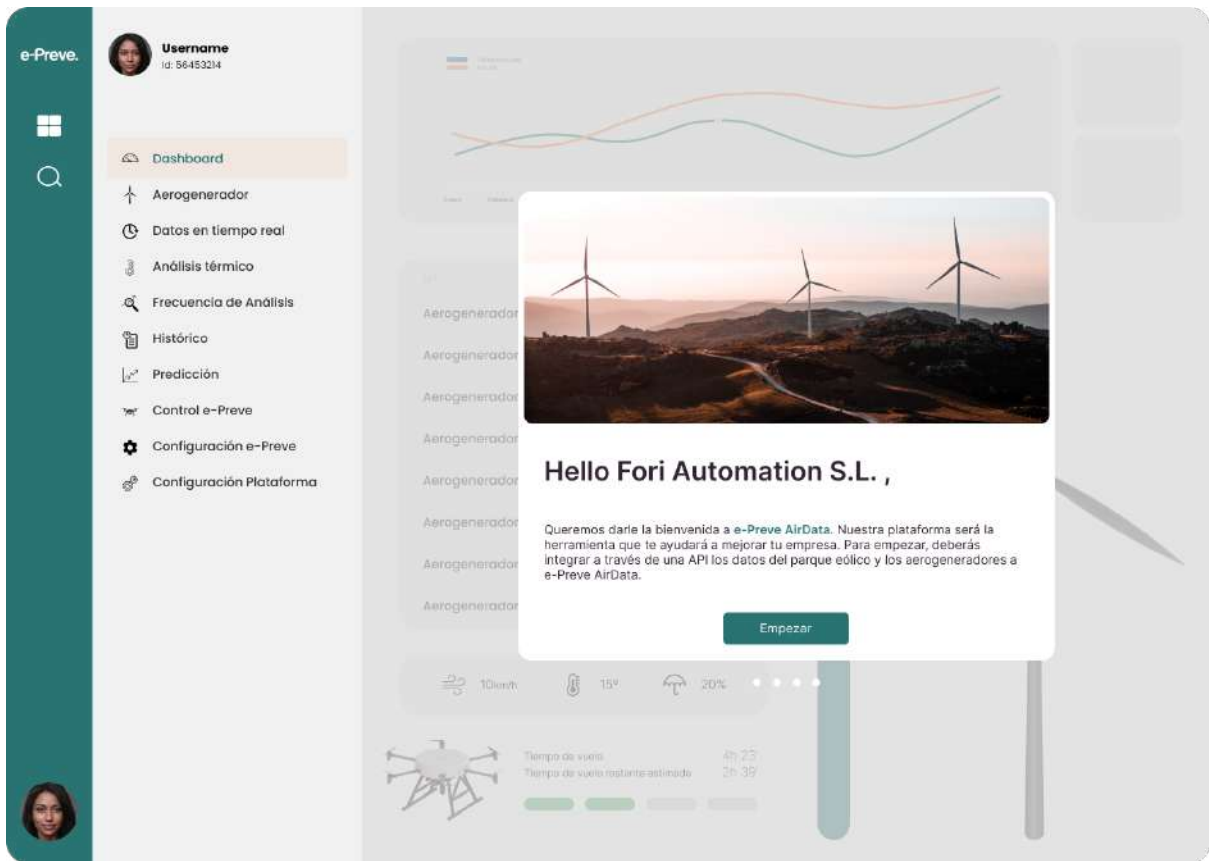 e-Preve.
Username
Id: 56453214
Dashboard
Aerogenerador
Datos en tiempo real
Análisis térmico
Frecuencia de Análisis
Histórico
Predicción
Control e-Preve
Configuración e-Preve
Configuración Plataforma
Aerogenerador
Aerogenerador
Aerogenerador
Aerogenerador
Aerogenerador
Aerogenerador
Aerogenerador
Aerogenerador
Hello Fori Automation S.L. ,
Queremos darle la bienvenida a e-Preve AirData. Nuestra plataforma será la
herramienta que te ayudará a mejorar tu empresa. Para empezar, deberás
integrar a través de una API los datos del parque eólico y los aerogeneradores a
e-Preve AirData.
Empezar
10km/h 15º 20%
Tiempo de vuelo 4h 23'
Tiempo de vuelo restante estimado 2h 39'